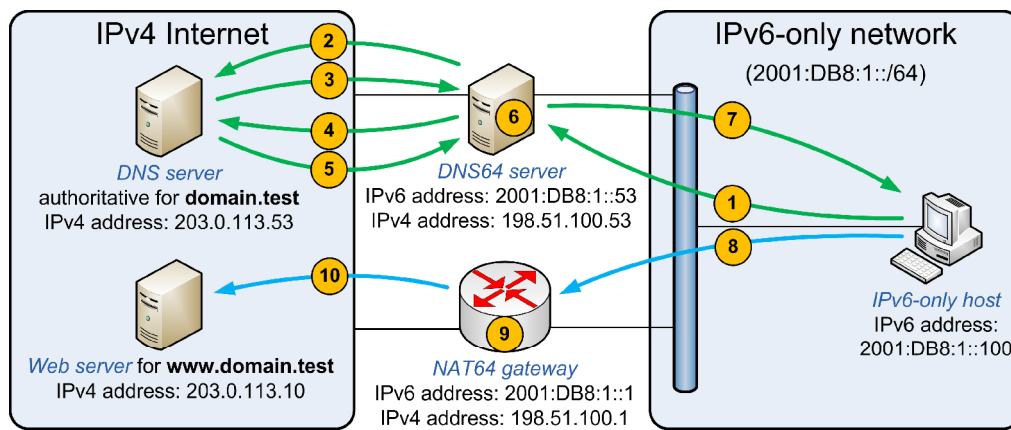 IPv4 Internet
IPv6-only network
(2001:DB8:1::/64)
2
3
4
5
6
7
1
8
DNS server
authoritative for domain.test
IPv4 address: 203.0.113.53
DNS64 server
IPv6 address: 2001:DB8:1::53
IPv4 address: 198.51.100.53
10
9
Web server for www.domain.test
IPv4 address: 203.0.113.10
NAT64 gateway
IPv6 address: 2001:DB8:1::1
IPv4 address: 198.51.100.1
IPv6-only host
IPv6 address:
2001:DB8:1::100